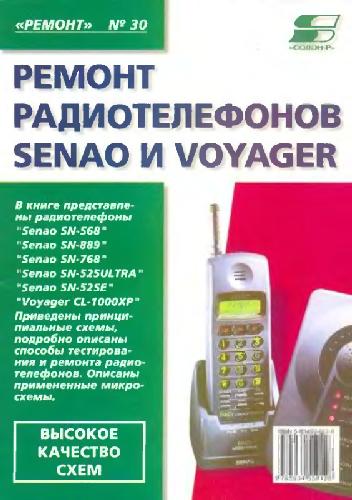 «РЕМОНТ» № 30
«СОЛОН-Р»
РЕМОНТ
РАДИОТЕЛЕФОНОВ
SENAO И VOYAGER
В книге представле-
ны радиотелефоны
"Senao SN-568"
"Senao SN-889"
"Senao SN-768"
"Senao SN-525ULTRA"
"Senao SN-525E"
"Voyager CL-1000XP"
Приведены принци-
пиальные схемы,
подробно описаны
способы тестирова-
ния и ремонта радио-
телефонов. Описаны
примененные микро-
схемы.
ВЫСОКОЕ
КАЧЕСТВО
СХЕМ
SENAO